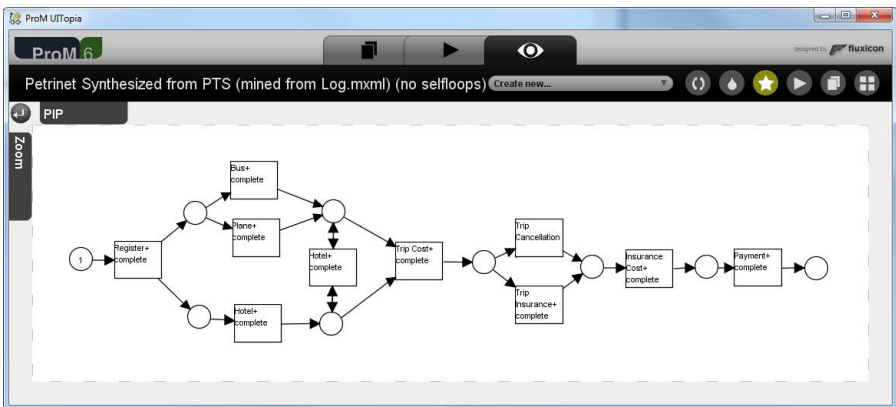 ProM UITopia
ProM 6
designed by fluxicon
Petrinet Synthesized from PTS (mined from Log.mxml) (no selfloops)
Create new...
PIP
Zoom
1
Register+
complete
Bus+
complete
Plane+
complete
Hotel+
complete
Hotel+
complete
Trip Cost+
complete
Trip
Cancellation
Trip
Insurance+
complete
Insurance
Cost+
complete
Payment+
complete